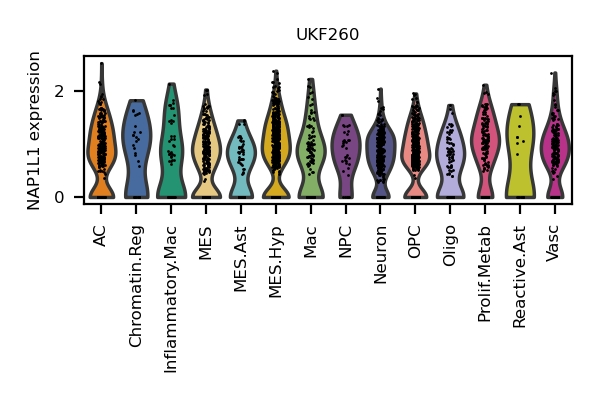 UKF260
NAP1L1 expression
2
0
AC
Chromatin.Reg
Inflammatory.Mac
MES
MES.Ast
MES.Hyp
Mac
NPC
Neuron
OPC
Oligo
Prolif.Metab
Reactive.Ast
Vasc